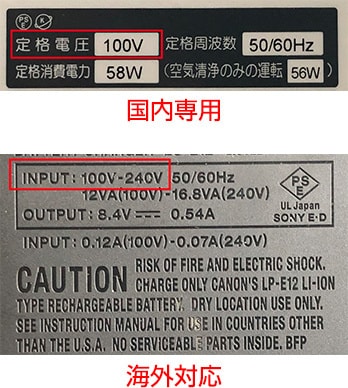 PSE
定格電圧 100V 定格周波数 50/60Hz
定格消費電力 58W (空気清浄のみの運転 56W)
国内専用
INPUT: 100V-240V 50/60Hz
12VA(100V)-16.8VA(240V)
OUTPUT: 8.4V 0.54A
PSE
UL Japan
SONY E·D
INPUT: 0.12A(100V)-0.07A(240V)
CAUTION RISK OF FIRE AND ELECTRIC SHOCK.
CHARGE ONLY CANON'S LP-E12 LI-ION
TYPE RECHARGEABLE BATTERY. DRY LOCATION USE ONLY.
SEE INSTRUCTION MANUAL FOR USE IN COUNTRIES OTHER
THAN THE U.S.A. NO SERVICEABLE PARTS INSIDE. BFP
海外対応